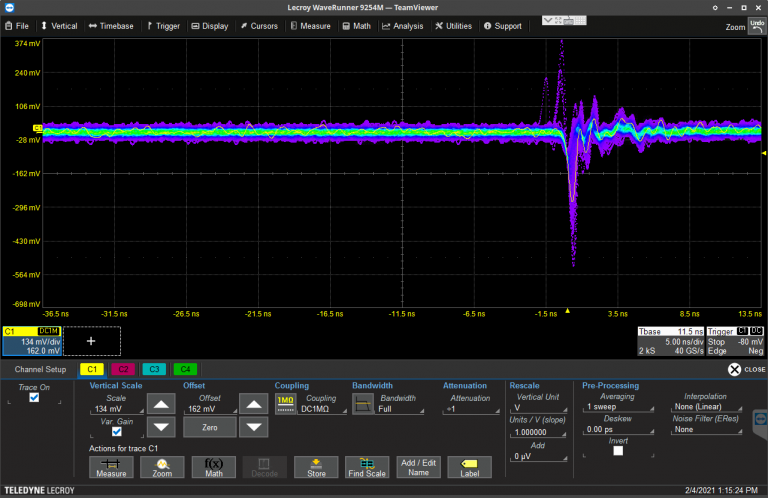 Lecroy WaveRunner 9254M — TeamViewer
File Vertical Timebase Trigger Display Cursors Measure Math Analysis Utilities Support Zoom Undo
374 mV
240 mV
106 mV
C1
-28 mV
-162 mV
-296 mV
-430 mV
-564 mV
-698 mV
-36.5 ns -31.5 ns -26.5 ns -21.5 ns -16.5 ns -11.5 ns -6.5 ns -1.5 ns 3.5 ns 8.5 ns 13.5 ns
C1 DC1M
134 mV/div
162.0 mV
+
Tbase 11.5 ns Trigger C1 DC
5.00 ns/div Stop -80 mV
2 kS 40 GS/s Edge Neg
Channel Setup C1 C2 C3 C4 CLOSE
Trace On
Vertical Scale Offset Coupling Bandwidth Attenuation Rescale Pre-Processing
Scale Offset Coupling Bandwidth Attenuation Vertical Unit Averaging Interpolation
134 mV 162 mV 1MΩ DC1MΩ Full ÷1 V 1 sweep None (Linear)
Var. Gain Zero Units / V (slope) Deskew Noise Filter (ERes)
1.000000 0.00 ps None
Add Invert
0 µV
Actions for trace C1
Measure Zoom f(x) Math Decode Store Find Scale Add / Edit Name Label
TELEDYNE LECROY 2/4/2021 1:15:24 PM